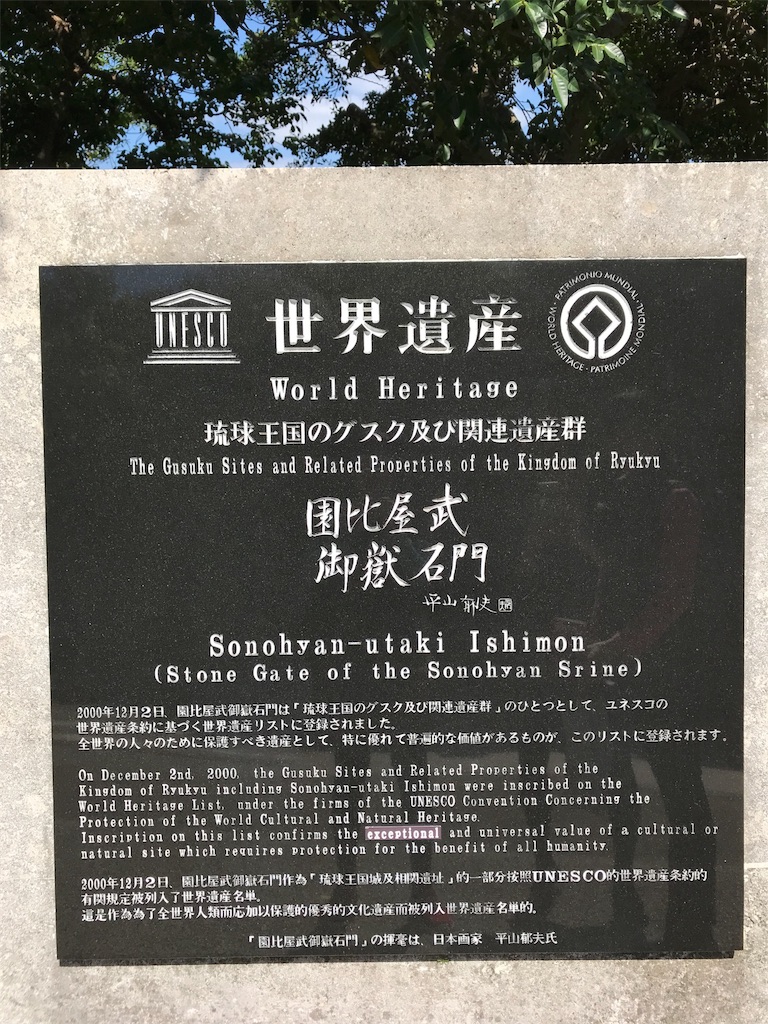 UNESCO
世界遺産
PATRIMONIO MUNDIAL · WORLD HERITAGE · PATRIMOINE MONDIAL
World Heritage
琉球王国のグスク及び関連遺産群
The Gusuku Sites and Related Properties of the Kingdom of Ryukyu
園比屋武
御嶽石門
平山郁夫
Sonohyan-utaki Ishimon
(Stone Gate of the Sonohyan Srine)
2000年12月2日、園比屋武御嶽石門は「琉球王国のグスク及び関連遺産群」のひとつとして、ユネスコの
世界遺産条約に基づく世界遺産リストに登録されました。
全世界の人々のために保護すべき遺産として、特に優れて普遍的な価値があるものが、このリストに登録されます。
On December 2nd, 2000, the Gusuku Sites and Related Properties of the
Kingdom of Ryukyu including Sonohyan-utaki Ishimon were inscribed on the
World Heritage List, under the firms of the UNESCO Convention Concerning the
Protection of the World Cultural and Natural Heritage.
Inscription on this list confirms the exceptional and universal value of a cultural or
natural site which requires protection for the benefit of all humanity.
2000年12月2日、園比屋武御嶽石門作為「琉球王国城及相関遺址」的一部分按照UNESCO的世界遺産条約的
有関規定被列入了世界遺産名単。
這是作為為了全世界人類而応加以保護的優秀的文化遺産而被列入世界遺産名単的。
「園比屋武御嶽石門」の揮毫は、日本画家 平山郁夫氏